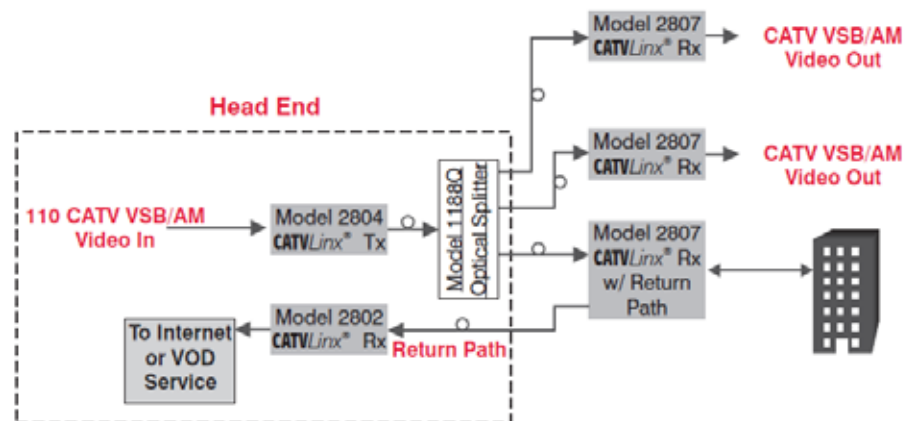 Head End
110 CATV VSB/AM
Video In
Model 2804
CATVLinx® Tx
Model 1188Q
Optical Splitter
Model 2807
CATVLinx® Rx
CATV VSB/AM
Video Out
Model 2807
CATVLinx® Rx
CATV VSB/AM
Video Out
Model 2807
CATVLinx® Rx
w/ Return
Path
Return Path
Model 2802
CATVLinx® Rx
To Internet
or VOD
Service